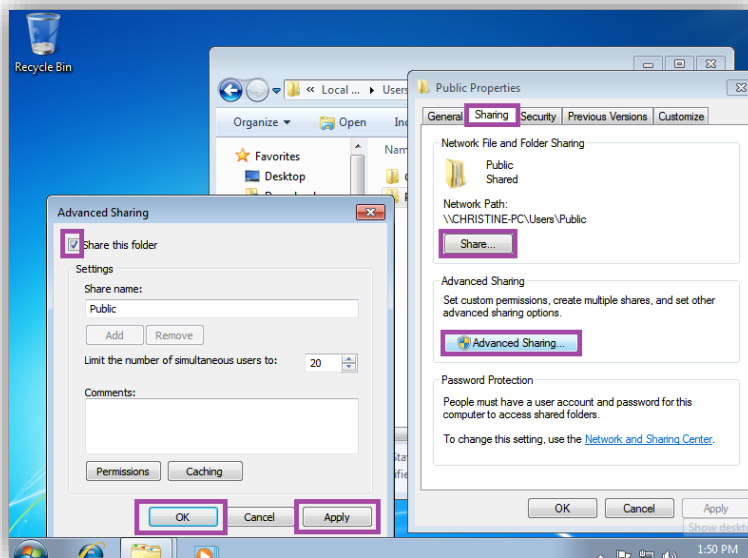 Recycle Bin
« Local ... ▸ Users
Organize ▾ Open
Favorites
Desktop
Public Properties
General Sharing Security Previous Versions Customize
Network File and Folder Sharing
Public
Shared
Network Path:
\\CHRISTINE-PC\Users\Public
Share...
Advanced Sharing
Set custom permissions, create multiple shares, and set other
advanced sharing options.
Advanced Sharing...
Password Protection
People must have a user account and password for this
computer to access shared folders.
To change this setting, use the Network and Sharing Center.
OK Cancel Apply
Advanced Sharing
Share this folder
Settings
Share name:
Public
Add Remove
Limit the number of simultaneous users to: 20
Comments:
Permissions Caching
OK Cancel Apply
1:50 PM